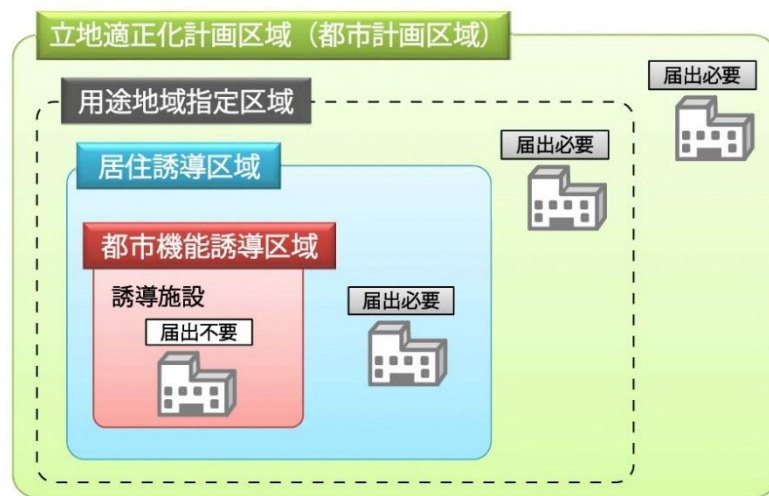 立地適正化計画区域（都市計画区域）
届出必要
用途地域指定区域
届出必要
居住誘導区域
都市機能誘導区域
誘導施設
届出必要
届出不要